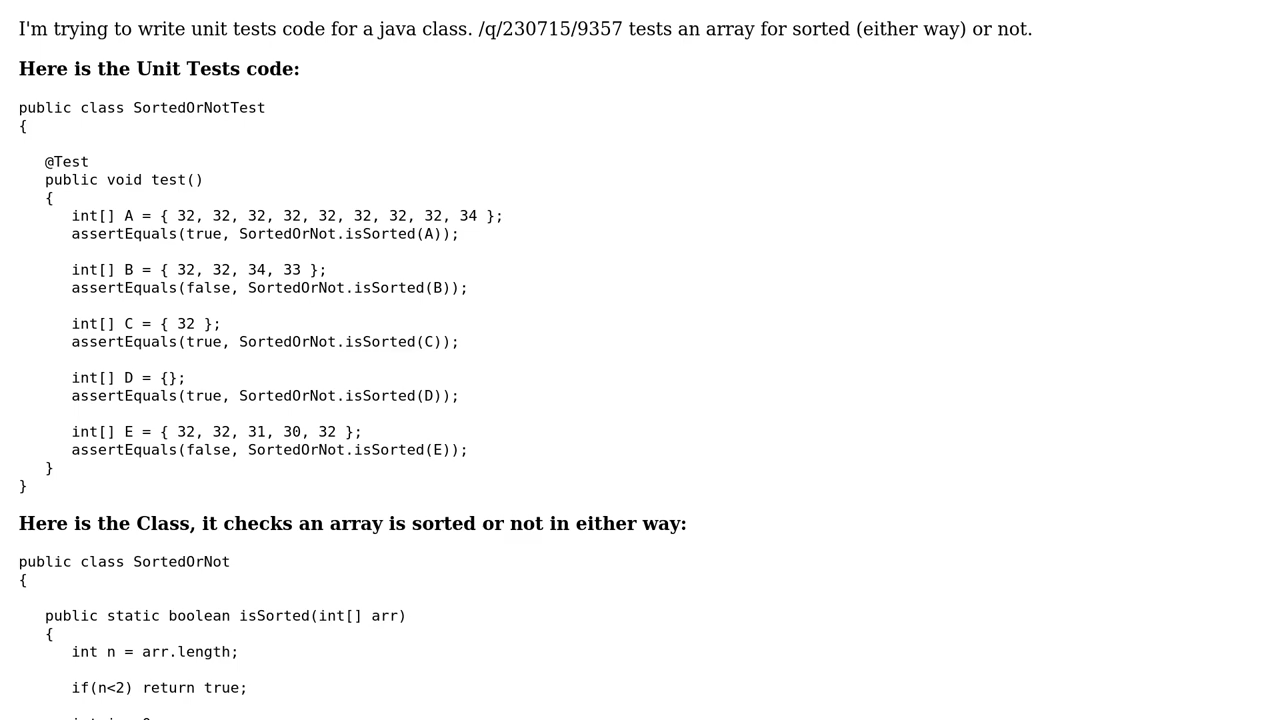 I'm trying to write unit tests code for a java class. /q/230715/9357 tests an array for sorted (either way) or not.
Here is the Unit Tests code:
public class SortedOrNotTest
{
@Test
public void test()
{
int[] A = { 32, 32, 32, 32, 32, 32, 32, 32, 34 };
assertEquals(true, SortedOrNot.isSorted(A));
int[] B = { 32, 32, 34, 33 };
assertEquals(false, SortedOrNot.isSorted(B));
int[] C = { 32 };
assertEquals(true, SortedOrNot.isSorted(C));
int[] D = {};
assertEquals(true, SortedOrNot.isSorted(D));
int[] E = { 32, 32, 31, 30, 32 };
assertEquals(false, SortedOrNot.isSorted(E));
}
}
Here is the Class, it checks an array is sorted or not in either way:
public class SortedOrNot
{
public static boolean isSorted(int[] arr)
{
int n = arr.length;
if(n<2) return true;